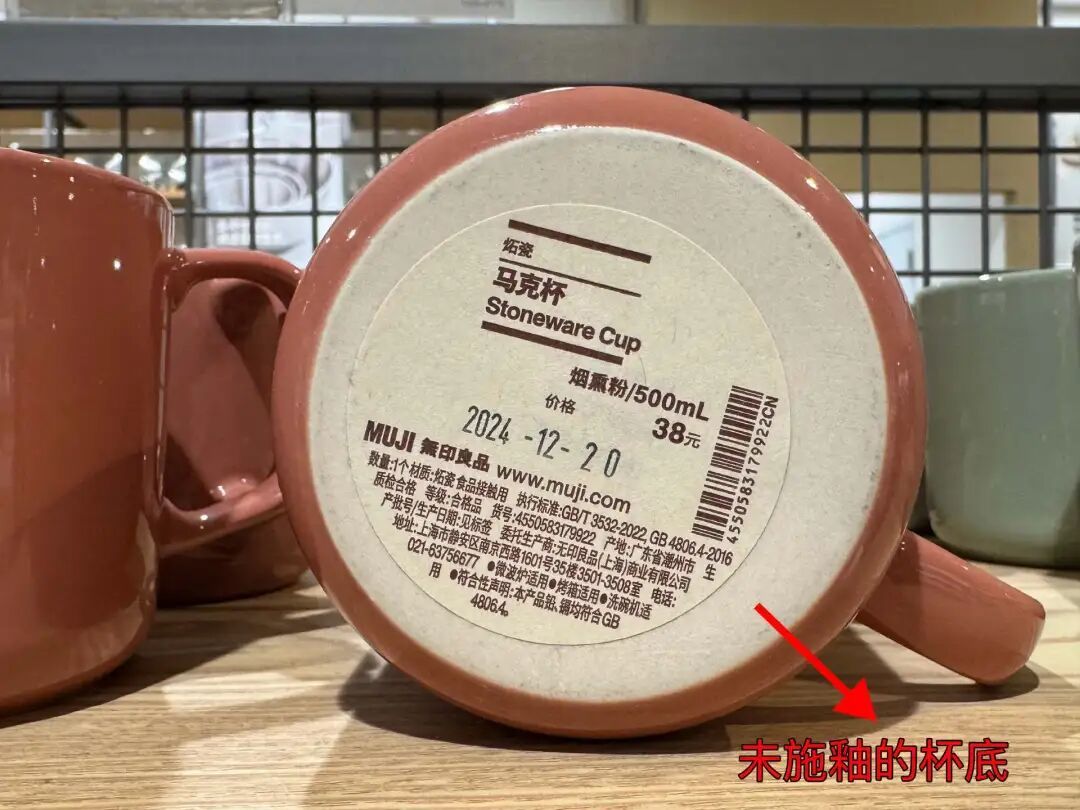 炻瓷
马克杯
Stoneware Cup
烟熏粉/500mL
价格
38元
2024-12-20
MUJI 無印良品 www.muji.com
数量:1个 材质:炻瓷 食品接触用 执行标准:GB/T 3532-2022, GB 4806.4-2016
质检合格 等级:合格品 货号:4550583179922 产地:广东省潮州市 生
产批号/生产日期:见标签 委托生产商:无印良品(上海)商业有限公司
地址:上海市静安区南京西路1601号35楼3501-3508室 电话:
021-63756677 ●微波炉适用●烤箱适用●洗碗机适
用 ●符合性声明:本产品铅、镉均符合GB
4806.4。
4550583179922CN
未施釉的杯底